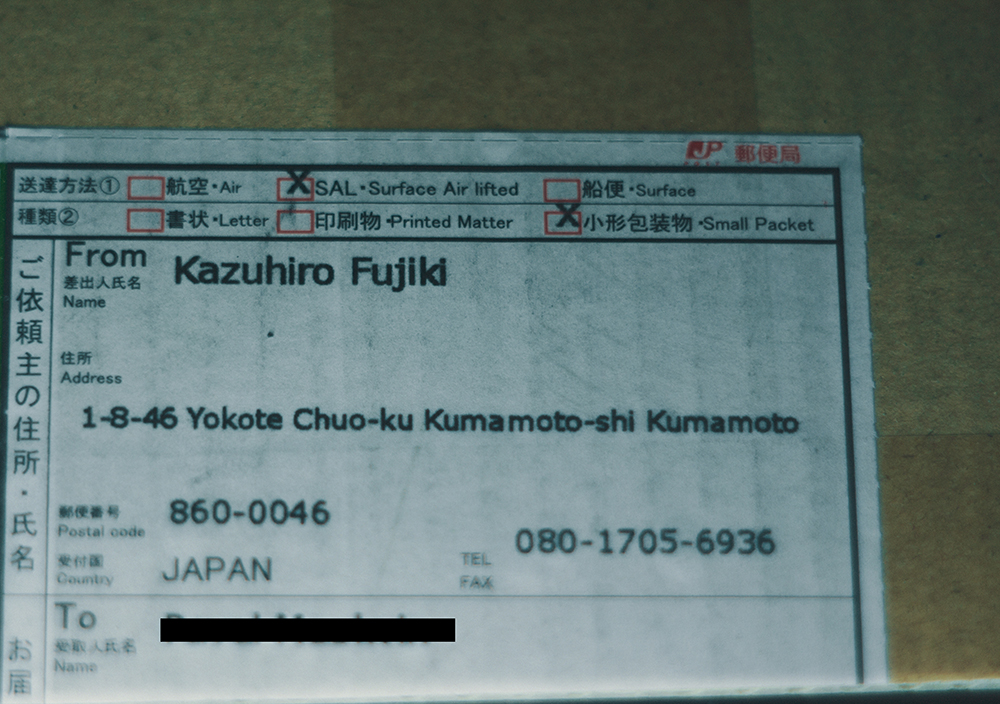 JP 郵便局
送達方法① 航空・Air X SAL・Surface Air lifted 船便・Surface
種類② 書状・Letter 印刷物・Printed Matter X 小形包装物・Small Packet
ご依頼主の住所・氏名
From
Kazuhiro Fujiki
差出人氏名
Name
住所
Address
1-8-46 Yokote Chuo-ku Kumamoto-shi Kumamoto
郵便番号
Postal code
860-0046
080-1705-6936
受付国
Country
JAPAN
TEL
FAX
お届
To
受取人氏名
Name